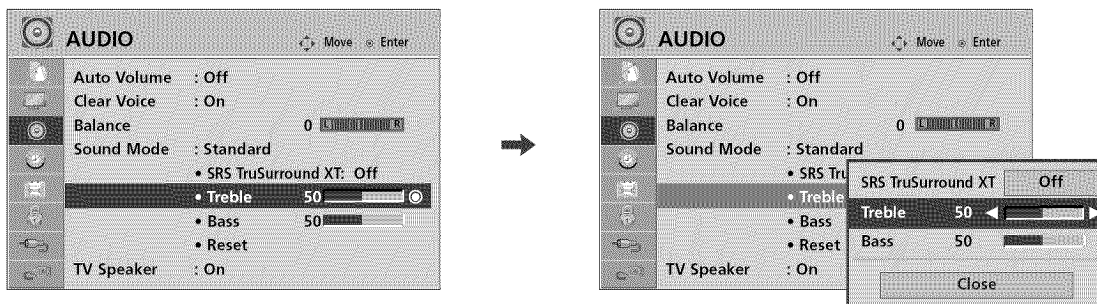 AUDIO
Move Enter
Auto Volume : Off
Clear Voice : On
Balance 0 L R
Sound Mode : Standard
• SRS TruSurround XT: Off
• Treble 50
• Bass 50
• Reset
TV Speaker : On
AUDIO
Move Enter
Auto Volume : Off
Clear Voice : On
Balance 0 L R
Sound Mode : Standard
• SRS TruS
• Treble
• Bass
• Reset
TV Speaker : On
SRS TruSurround XT Off
Treble 50
Bass 50
Close